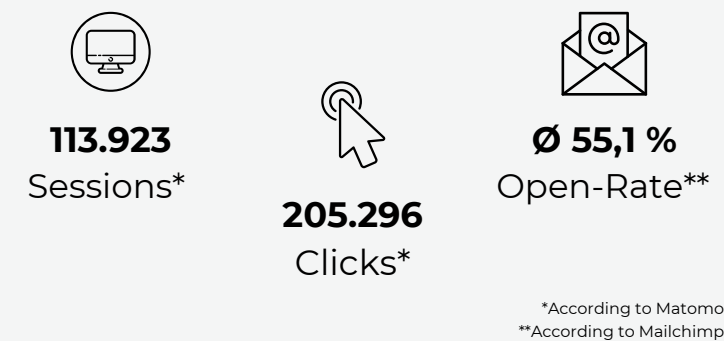 113.923
Sessions*
205.296
Clicks*
Ø 55,1 %
Open-Rate**
*According to Matomo
**According to Mailchimp